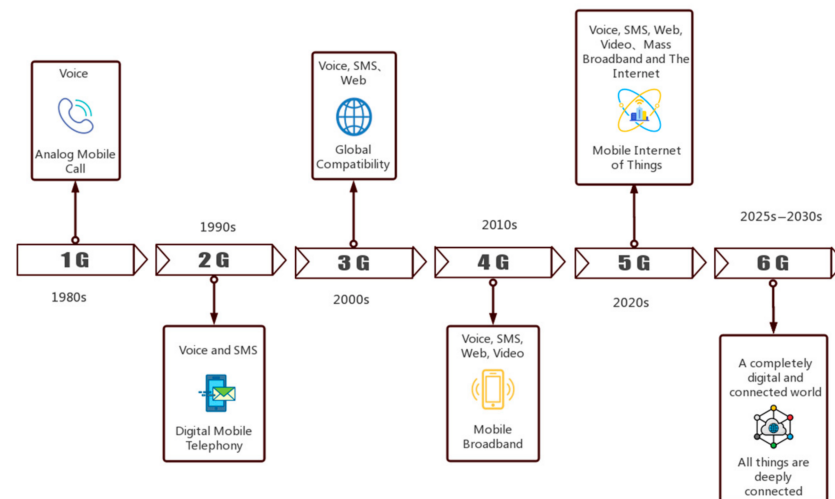 Voice
Analog Mobile
Call
Voice, SMS、
Web
Global
Compatibility
Voice, SMS, Web,
Video、Mass
Broadband and The
Internet
Mobile Internet
of Things
1990s
2010s
2025s−2030s
1G
2G
3G
4G
5G
6G
1980s
2000s
2020s
Voice and SMS
Digital Mobile
Telephony
Voice, SMS,
Web, Video
Mobile
Broadband
A completely
digital and
connected world
All things are
deeply
connected